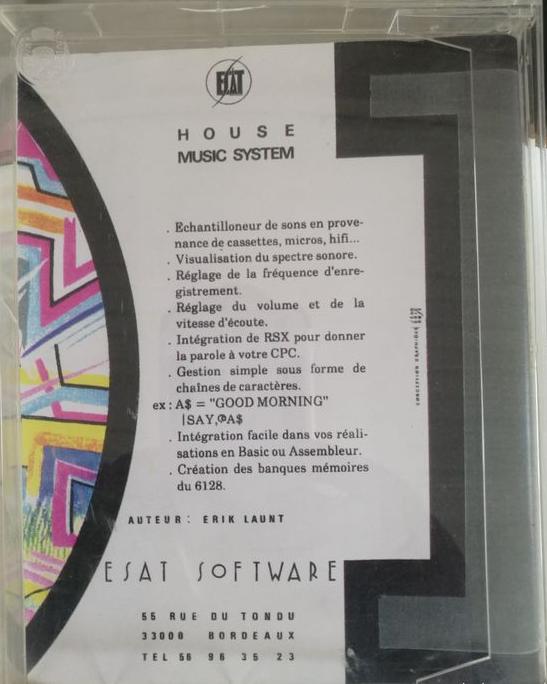 ESAT
HOUSE
MUSIC SYSTEM
. Echantilloneur de sons en prove-
nance de cassettes, micros, hifi...
. Visualisation du spectre sonore.
. Réglage de la fréquence d'enre-
gistrement.
. Réglage du volume et de la
vitesse d'écoute.
. Intégration de RSX pour donner
la parole à votre CPC.
. Gestion simple sous forme de
chaînes de caractères.
ex : A$ = "GOOD MORNING"
|SAY,@A$
. Intégration facile dans vos réali-
sations en Basic ou Assembleur.
. Création des banques mémoires
du 6128.
AUTEUR : ERIK LAUNT
ESAT SOFTWARE
55 RUE DU TONDU
33000 BORDEAUX
TEL 56 96 35 23
CONCEPTION GRAPHIQUE